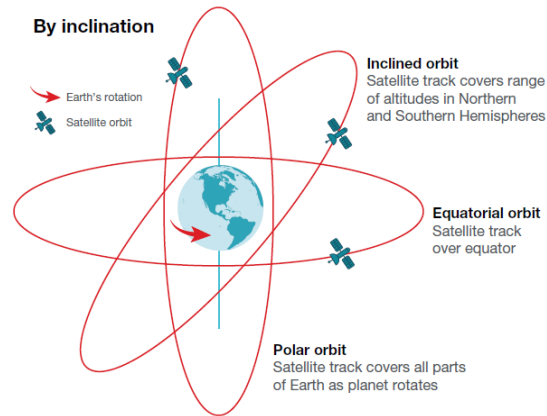 By inclination
Earth's rotation
Satellite orbit
Inclined orbit
Satellite track covers range
of altitudes in Northern
and Southern Hemispheres
Equatorial orbit
Satellite track
over equator
Polar orbit
Satellite track covers all parts
of Earth as planet rotates